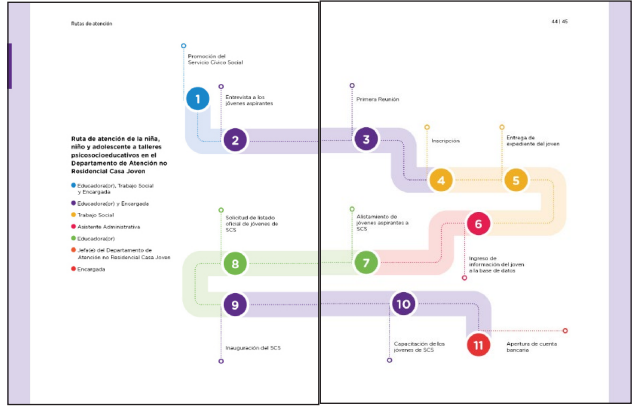 Rutas de atención
44 | 45
Promoción del
Servicio Cívico Social
1
Entrevista a los
jóvenes aspirantes
2
Primera Reunión
3
Inscripción
4
Entrega de
expediente del joven
5
Ruta de atención de la niña,
niño y adolescente a talleres
psicosocioeducativos en el
Departamento de Atención no
Residencial Casa Joven
Educadora(or), Trabajo Social
y Encargada
Educadora(or) y Encargada
Trabajo Social
Asistente Administrativa
Educadora(or)
Jefa(e) del Departamento de
Atención no Residencial Casa Joven
Encargada
6
Ingreso de
información del joven
a la base de datos
Alistamiento de
jóvenes aspirantes a
SCS
7
Solicitud de listado
oficial de jóvenes de
SCS
8
9
Inauguración del SCS
10
Capacitación de los
jóvenes de SCS
11
Apertura de cuenta
bancaria